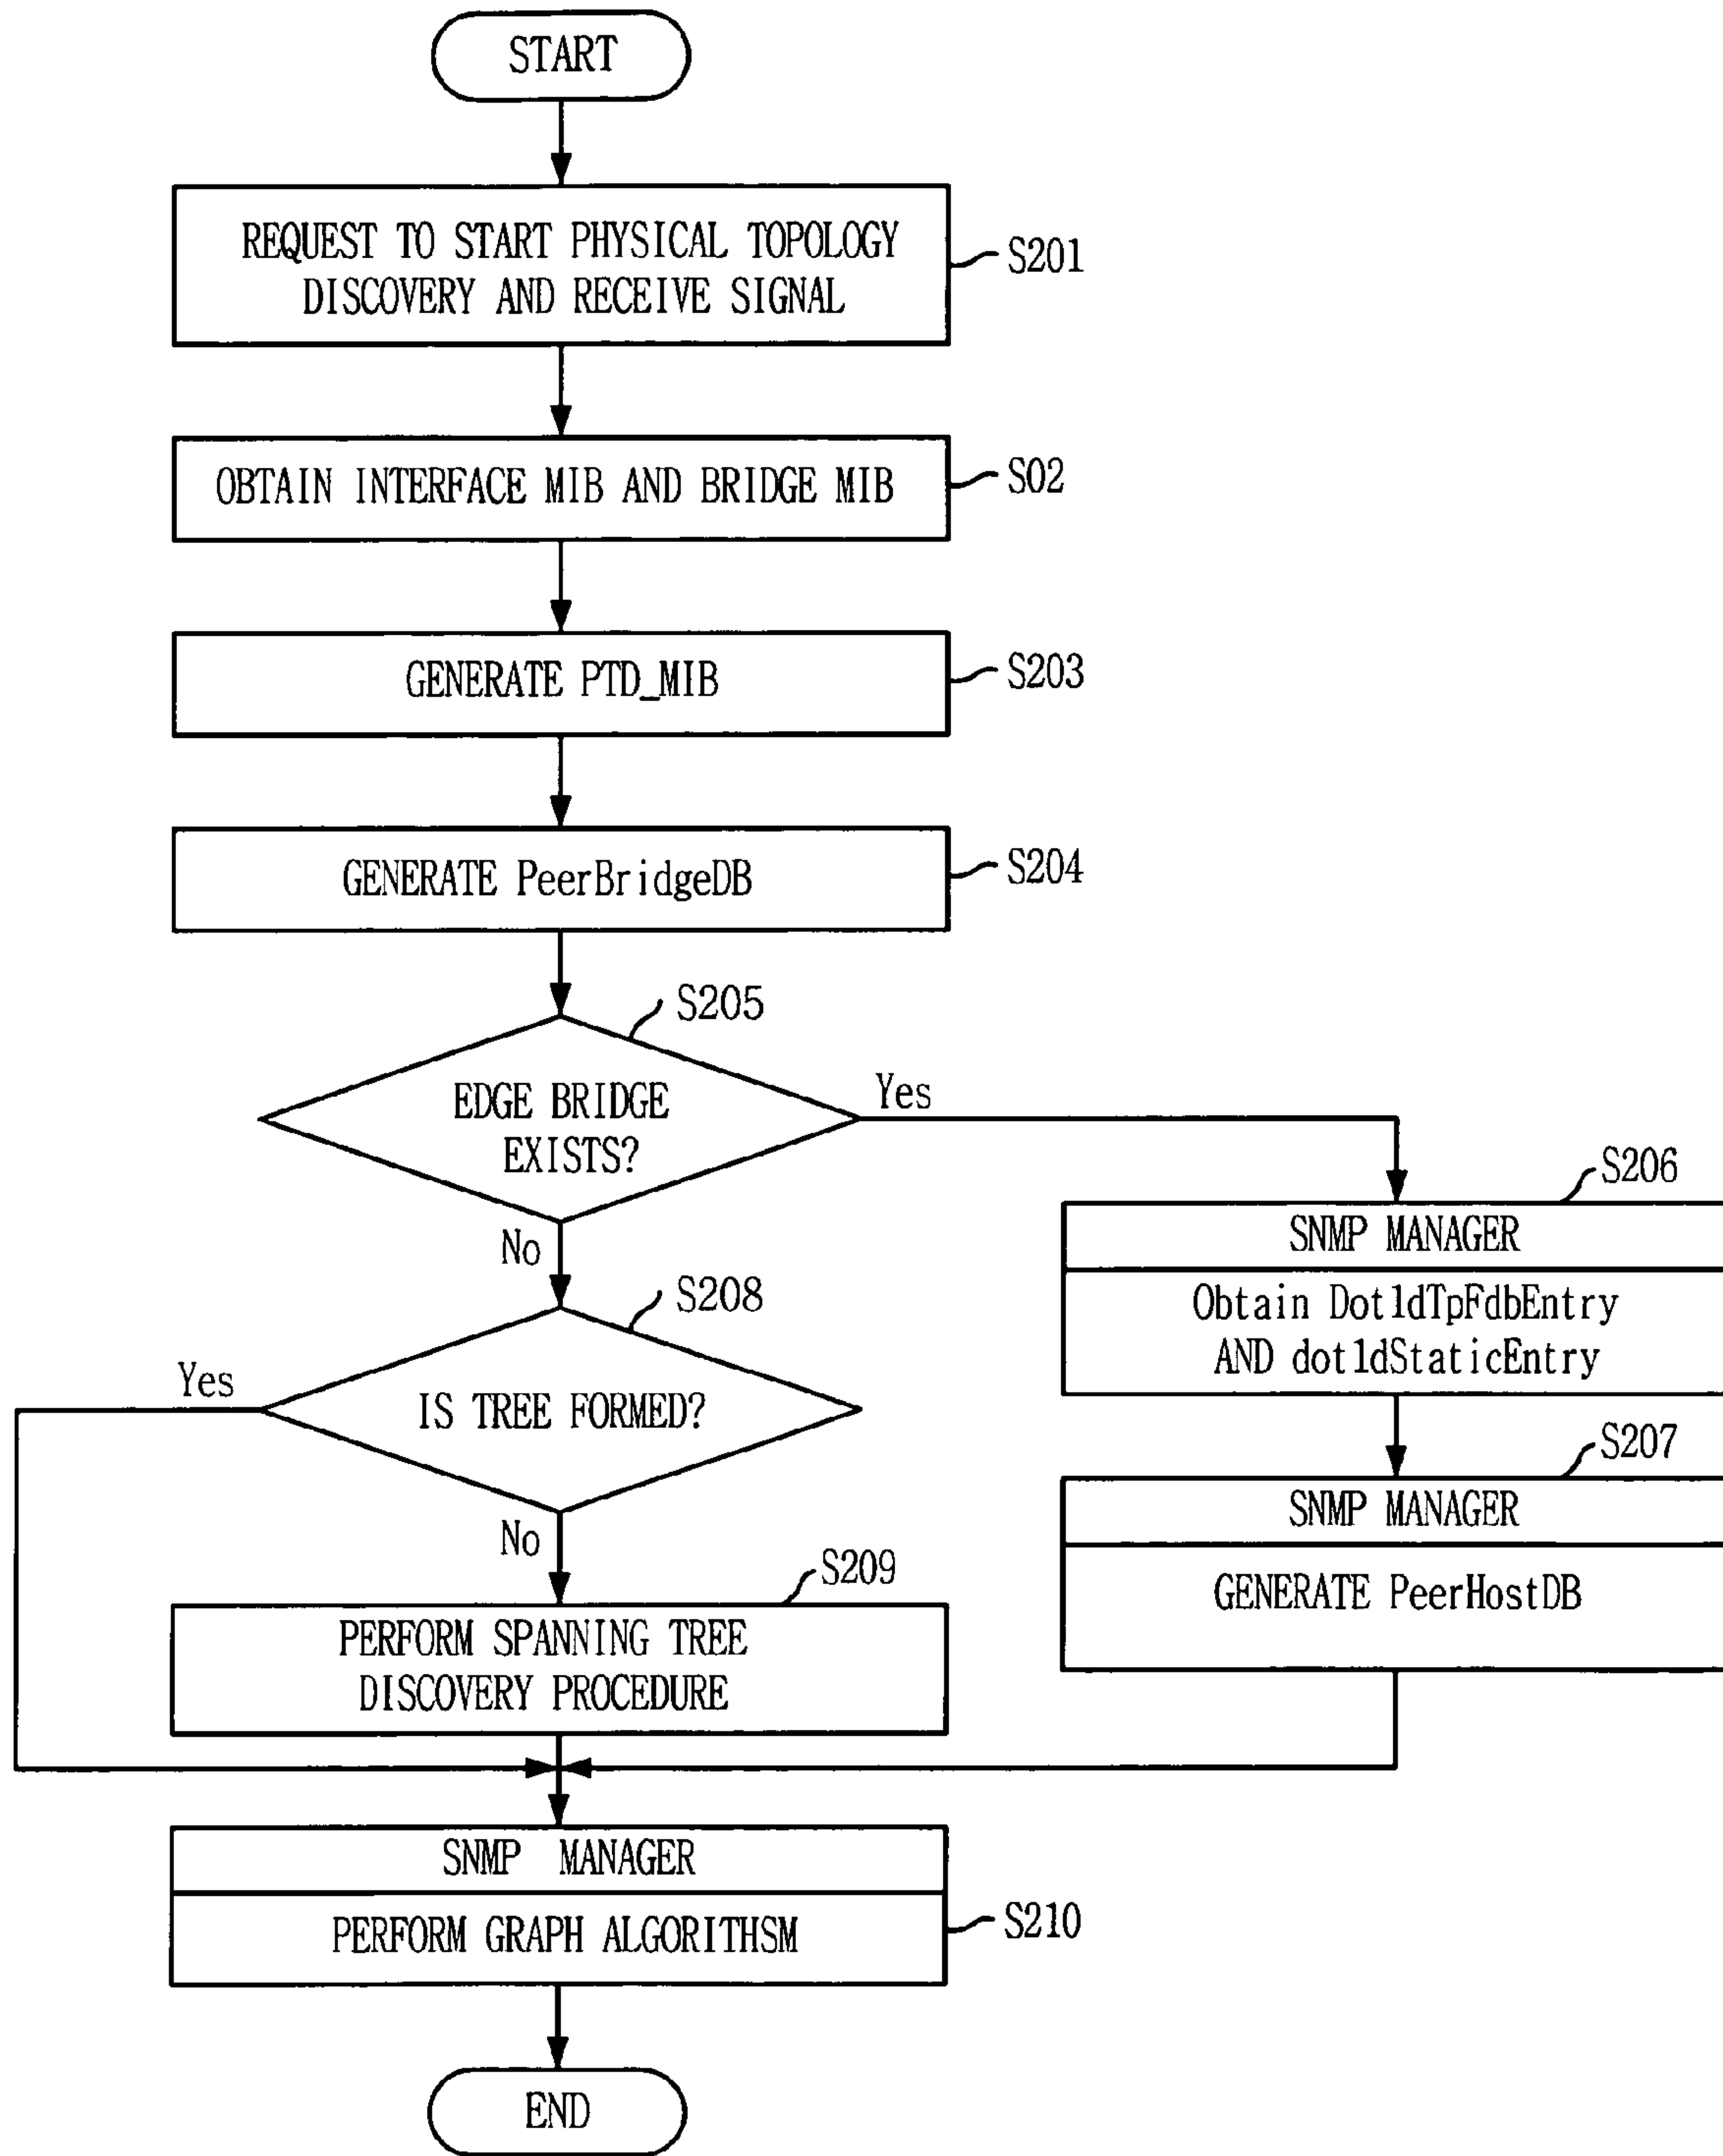 START
REQUEST TO START PHYSICAL TOPOLOGY
DISCOVERY AND RECEIVE SIGNAL
S201
OBTAIN INTERFACE MIB AND BRIDGE MIB
S02
GENERATE PTD_MIB
S203
GENERATE PeerBridgeDB
S204
S205
EDGE BRIDGE
EXISTS?
Yes
No
S206
SNMP MANAGER
Obtain Dot1dTpFdbEntry
AND dot1dStaticEntry
S207
SNMP MANAGER
GENERATE PeerHostDB
S208
IS TREE FORMED?
Yes
No
S209
PERFORM SPANNING TREE
DISCOVERY PROCEDURE
SNMP MANAGER
PERFORM GRAPH ALGORITHSM
S210
END